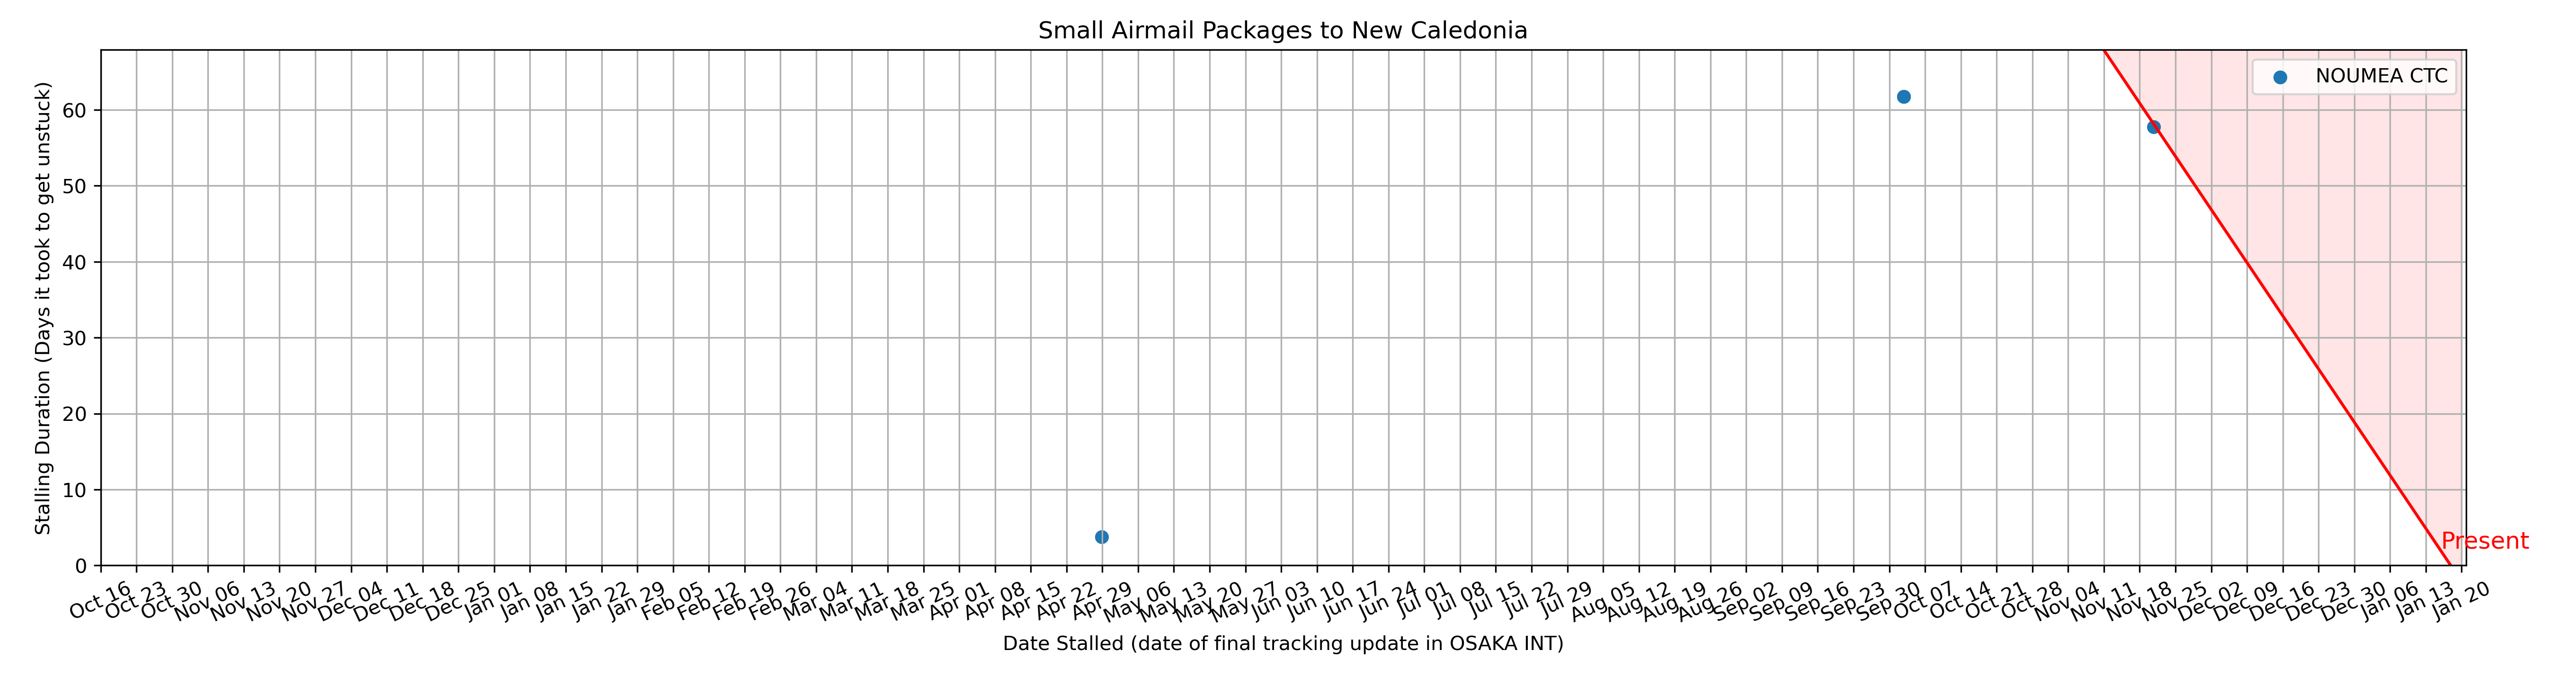 Small Airmail Packages to New Caledonia
NOUMEA CTC
Stalling Duration (Days it took to get unstuck)
60
50
40
30
20
10
0
Present
Oct 16
Oct 23
Oct 30
Nov 06
Nov 13
Nov 20
Nov 27
Dec 04
Dec 11
Dec 18
Dec 25
Jan 01
Jan 08
Jan 15
Jan 22
Jan 29
Feb 05
Feb 12
Feb 19
Feb 26
Mar 04
Mar 11
Mar 18
Mar 25
Apr 01
Apr 08
Apr 15
Apr 22
Apr 29
May 06
May 13
May 20
May 27
Jun 03
Jun 10
Jun 17
Jun 24
Jul 01
Jul 08
Jul 15
Jul 22
Jul 29
Aug 05
Aug 12
Aug 19
Aug 26
Sep 02
Sep 09
Sep 16
Sep 23
Sep 30
Oct 07
Oct 14
Oct 21
Oct 28
Nov 04
Nov 11
Nov 18
Nov 25
Dec 02
Dec 09
Dec 16
Dec 23
Dec 30
Jan 06
Jan 13
Jan 20
Date Stalled (date of final tracking update in OSAKA INT)